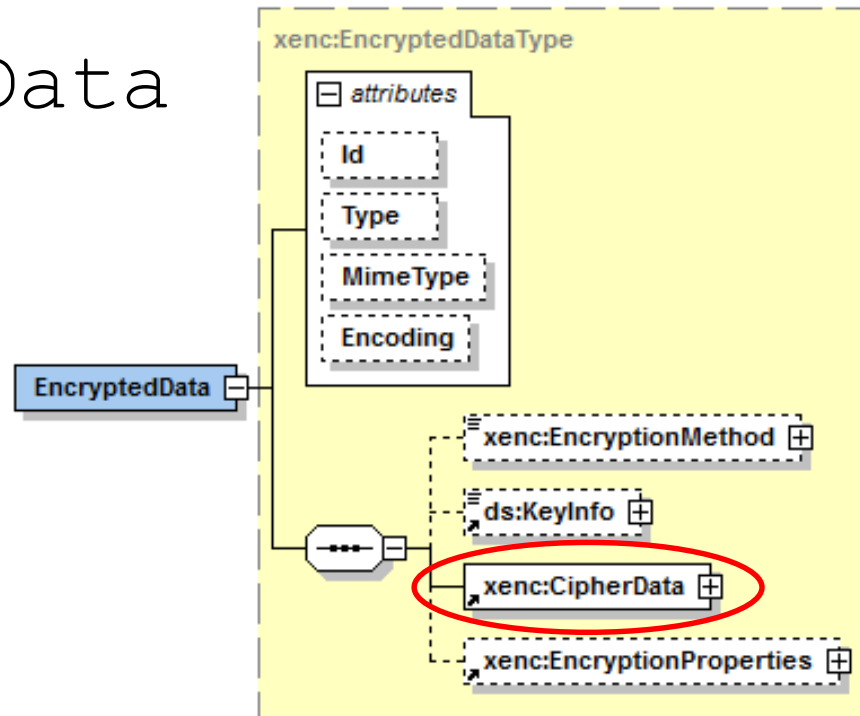 Data
xenc:EncryptedDataType
attributes
Id
Type
MimeType
Encoding
EncryptedData
xenc:EncryptionMethod
ds:KeyInfo
xenc:CipherData
xenc:EncryptionProperties